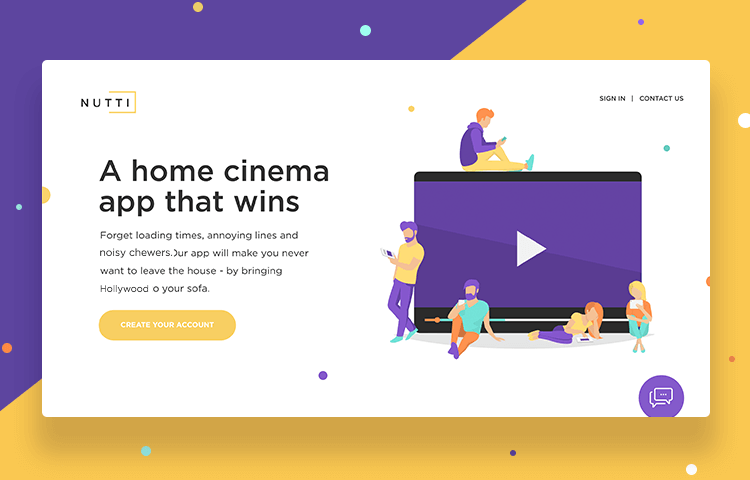 NUTTI
SIGN IN | CONTACT US
A home cinema
app that wins
Forget loading times, annoying lines and
noisy chewers. Our app will make you never
want to leave the house - by bringing
Hollywood o your sofa.
CREATE YOUR ACCOUNT